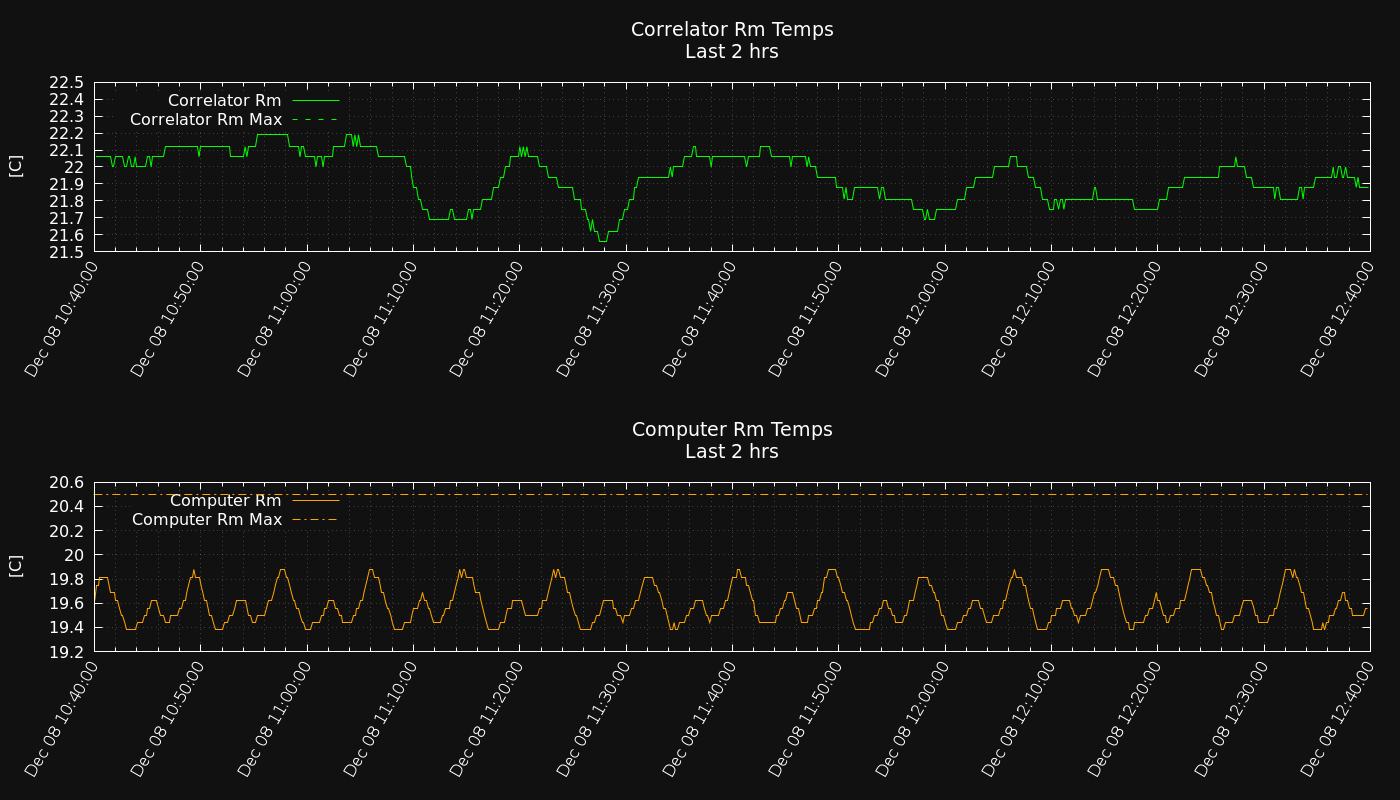 Correlator Rm Temps
Last 2 hrs
22.5
22.4
22.3
22.2
22.1
22
21.9
21.8
21.7
21.6
21.5
[C]
Correlator Rm
Correlator Rm Max
Dec 08 10:40:00
Dec 08 10:50:00
Dec 08 11:00:00
Dec 08 11:10:00
Dec 08 11:20:00
Dec 08 11:30:00
Dec 08 11:40:00
Dec 08 11:50:00
Dec 08 12:00:00
Dec 08 12:10:00
Dec 08 12:20:00
Dec 08 12:30:00
Dec 08 12:40:00
Computer Rm Temps
Last 2 hrs
20.6
20.4
20.2
20
19.8
19.6
19.4
19.2
[C]
Computer Rm
Computer Rm Max
Dec 08 10:40:00
Dec 08 10:50:00
Dec 08 11:00:00
Dec 08 11:10:00
Dec 08 11:20:00
Dec 08 11:30:00
Dec 08 11:40:00
Dec 08 11:50:00
Dec 08 12:00:00
Dec 08 12:10:00
Dec 08 12:20:00
Dec 08 12:30:00
Dec 08 12:40:00